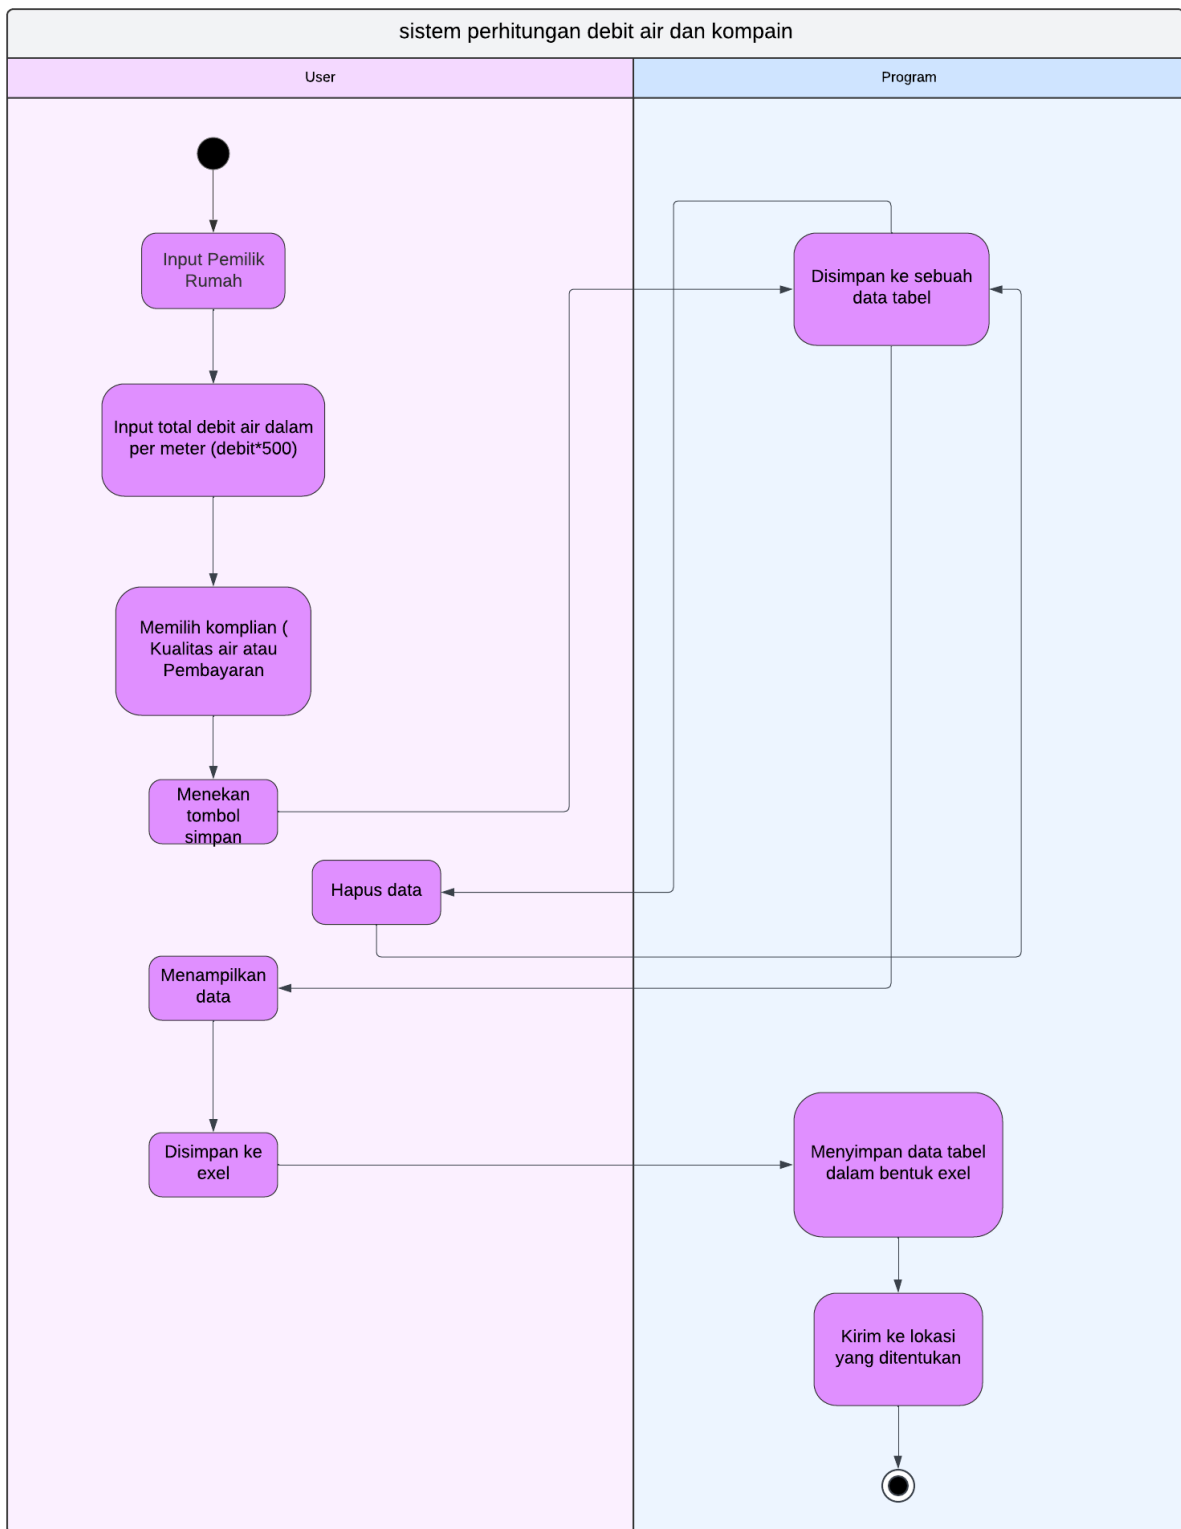 sistem perhitungan debit air dan kompain
User
Program
Input Pemilik
Rumah
Disimpan ke sebuah
data tabel
Input total debit air dalam
per meter (debit*500)
Memilih komplian (
Kualitas air atau
Pembayaran
Menekan
tombol
simpan
Hapus data
Menampilkan
data
Disimpan ke
exel
Menyimpan data tabel
dalam bentuk exel
Kirim ke lokasi
yang ditentukan